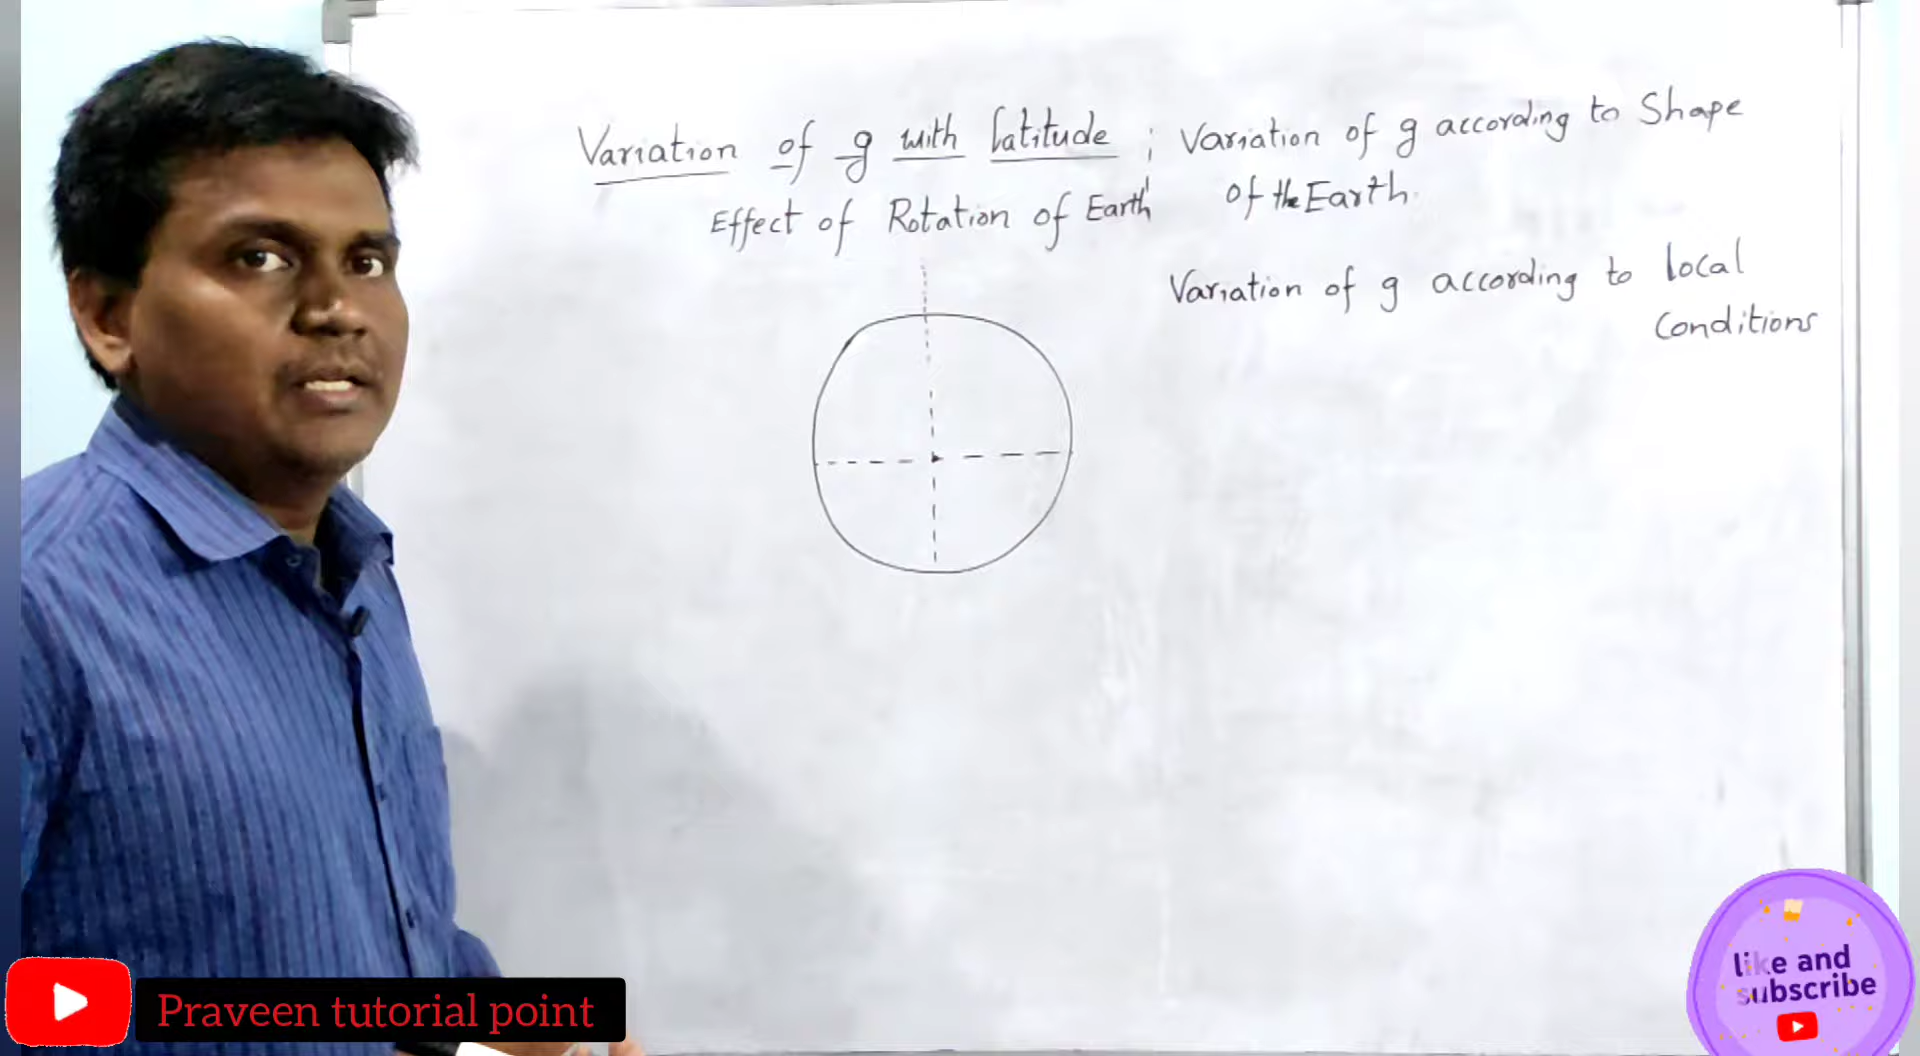 Variation of g with latitude ; Variation of g according to Shape
Effect of Rotation of Earth of the Earth.
Variation of g according to local
Conditions
like and
subscribe
Praveen tutorial point